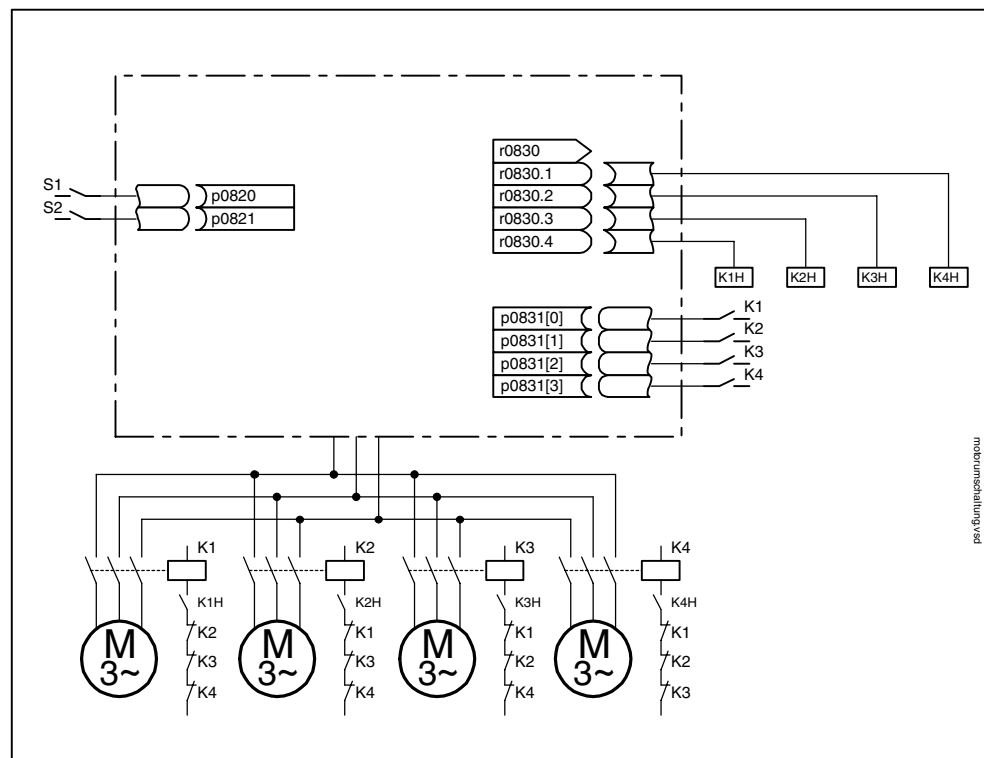 r0830
r0830.1
r0830.2
r0830.3
r0830.4
S1
S2
p0820
p0821
K1H K2H K3H K4H
p0831[0]
p0831[1]
p0831[2]
p0831[3]
K1
K2
K3
K4
motorumschaltung.vsd
K1
K1H
K2
K3
K4
M
3~
K2
K2H
K1
K3
K4
M
3~
K3
K3H
K1
K2
K4
M
3~
K4
K4H
K1
K2
K3
M
3~